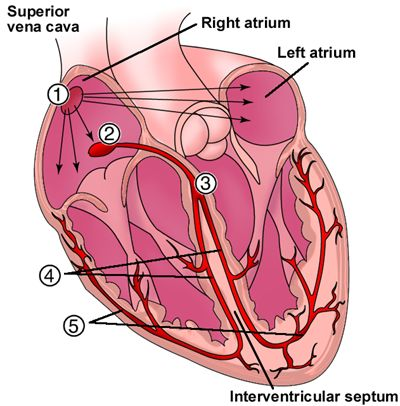 Superior
vena cava
Right atrium
Left atrium
1
2
3
4
5
Interventricular septum